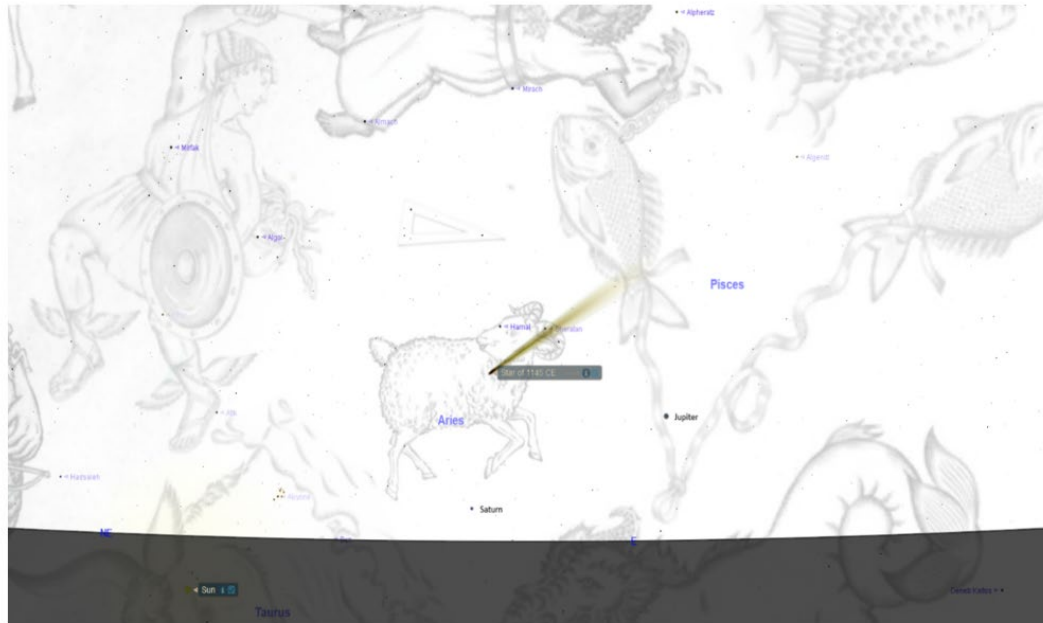 Alpheratz
Mirach
Almach
Mirfak
Algenib
Algol
Pisces
Hamal
Sheratan
Star of 1145 CE
Aries
Jupiter
Saturn
NE
E
Sun
Taurus